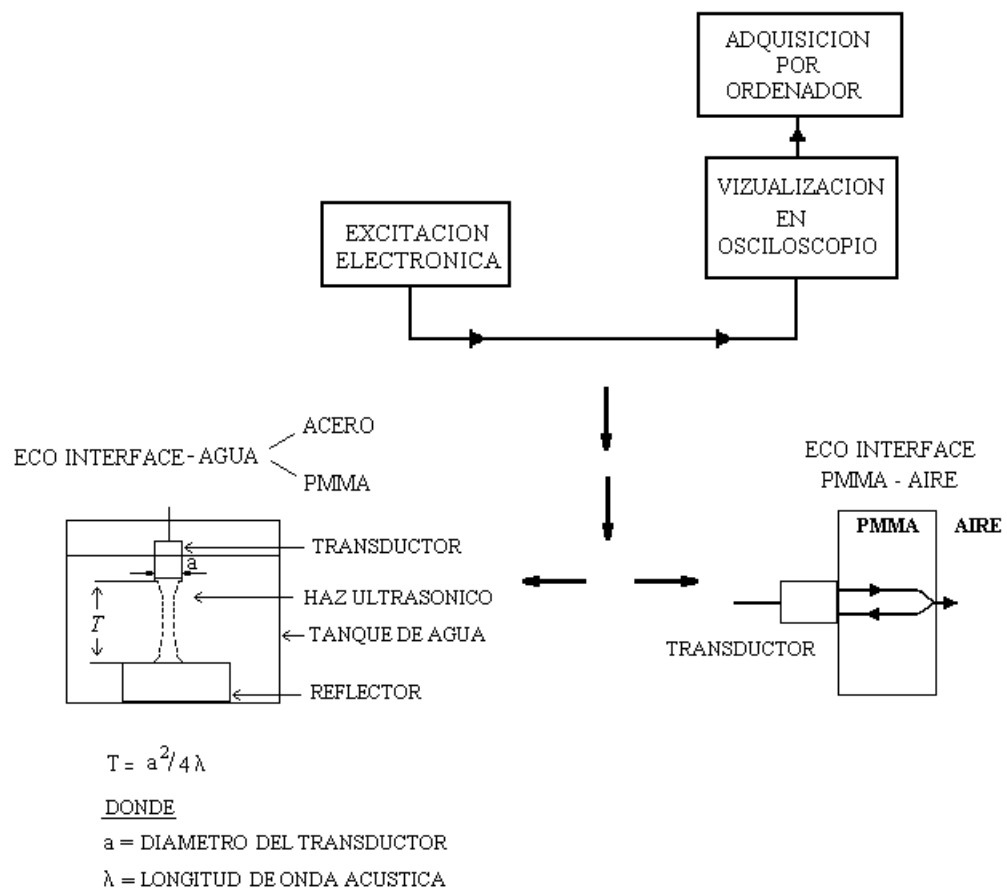 ADQUISICION
POR
ORDENADOR
VIZUALIZACION
EN
OSCILOSCOPIO
EXCITACION
ELECTRONICA
ACERO
ECO INTERFACE-AGUA
PMMA
ECO INTERFACE
PMMA - AIRE
PMMA AIRE
TRANSDUCTOR
a
HAZ ULTRASONICO
T
TANQUE DE AGUA
REFLECTOR
TRANSDUCTOR
T = a²/4λ
DONDE
a = DIAMETRO DEL TRANSDUCTOR
λ = LONGITUD DE ONDA ACUSTICA